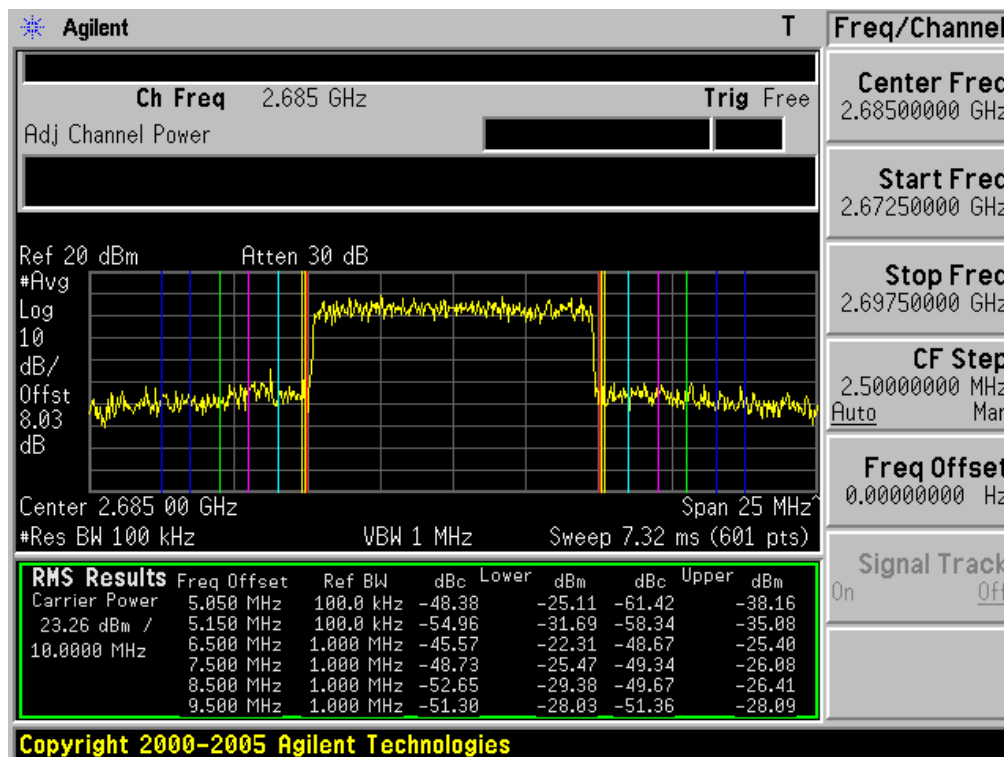 Agilent T
Freq/Channel
Ch Freq 2.685 GHz Trig Free
Adj Channel Power
Center Freq
2.68500000 GHz
Start Freq
2.67250000 GHz
Stop Freq
2.69750000 GHz
CF Step
2.50000000 MHz
Auto Man
Freq Offset
0.00000000 Hz
Signal Track
On Off
Ref 20 dBm Atten 30 dB
#Avg
Log
10
dB/
Offst
8.03
dB
Center 2.685 00 GHz Span 25 MHz^
#Res BW 100 kHz VBW 1 MHz Sweep 7.32 ms (601 pts)
RMS Results Freq Offset Ref BW dBc Lower dBm dBc Upper dBm
Carrier Power 5.050 MHz 100.0 kHz -48.38 -25.11 -61.42 -38.16
23.26 dBm / 5.150 MHz 100.0 kHz -54.96 -31.69 -58.34 -35.08
10.0000 MHz 6.500 MHz 1.000 MHz -45.57 -22.31 -48.67 -25.40
7.500 MHz 1.000 MHz -48.73 -25.47 -49.34 -26.08
8.500 MHz 1.000 MHz -52.65 -29.38 -49.67 -26.41
9.500 MHz 1.000 MHz -51.30 -28.03 -51.36 -28.09
Copyright 2000-2005 Agilent Technologies